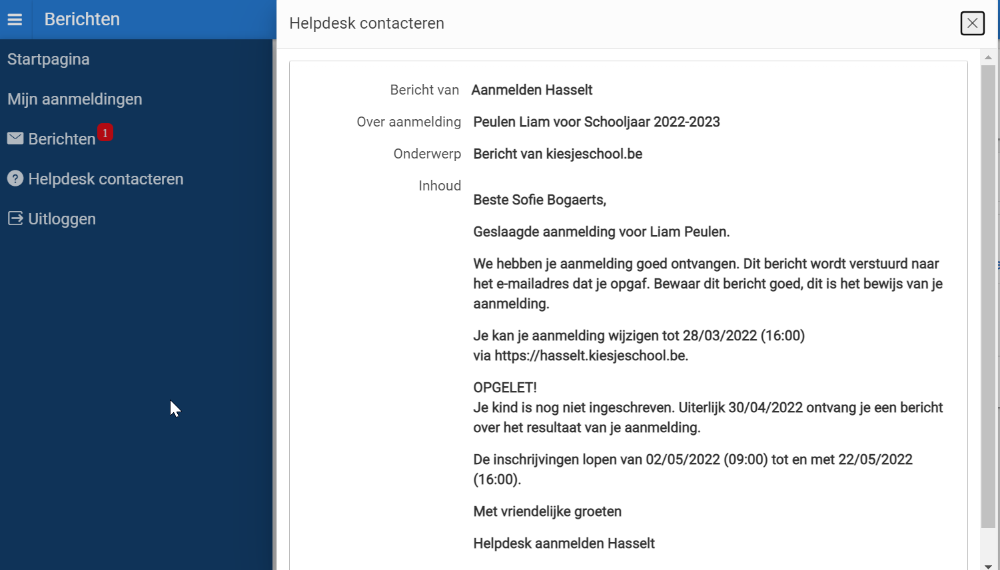 Berichten
Startpagina
Mijn aanmeldingen
Berichten 1
Helpdesk contacteren
Uitloggen
Helpdesk contacteren
Bericht van Aanmelden Hasselt
Over aanmelding Peulen Liam voor Schooljaar 2022-2023
Onderwerp Bericht van kiesjeschool.be
Inhoud
Beste Sofie Bogaerts,
Geslaagde aanmelding voor Liam Peulen.
We hebben je aanmelding goed ontvangen. Dit bericht wordt verstuurd naar
het e-mailadres dat je opgaf. Bewaar dit bericht goed, dit is het bewijs van je
aanmelding.
Je kan je aanmelding wijzigen tot 28/03/2022 (16:00)
via https://hasselt.kiesjeschool.be.
OPGELET!
Je kind is nog niet ingeschreven. Uiterlijk 30/04/2022 ontvang je een bericht
over het resultaat van je aanmelding.
De inschrijvingen lopen van 02/05/2022 (09:00) tot en met 22/05/2022
(16:00).
Met vriendelijke groeten
Helpdesk aanmelden Hasselt